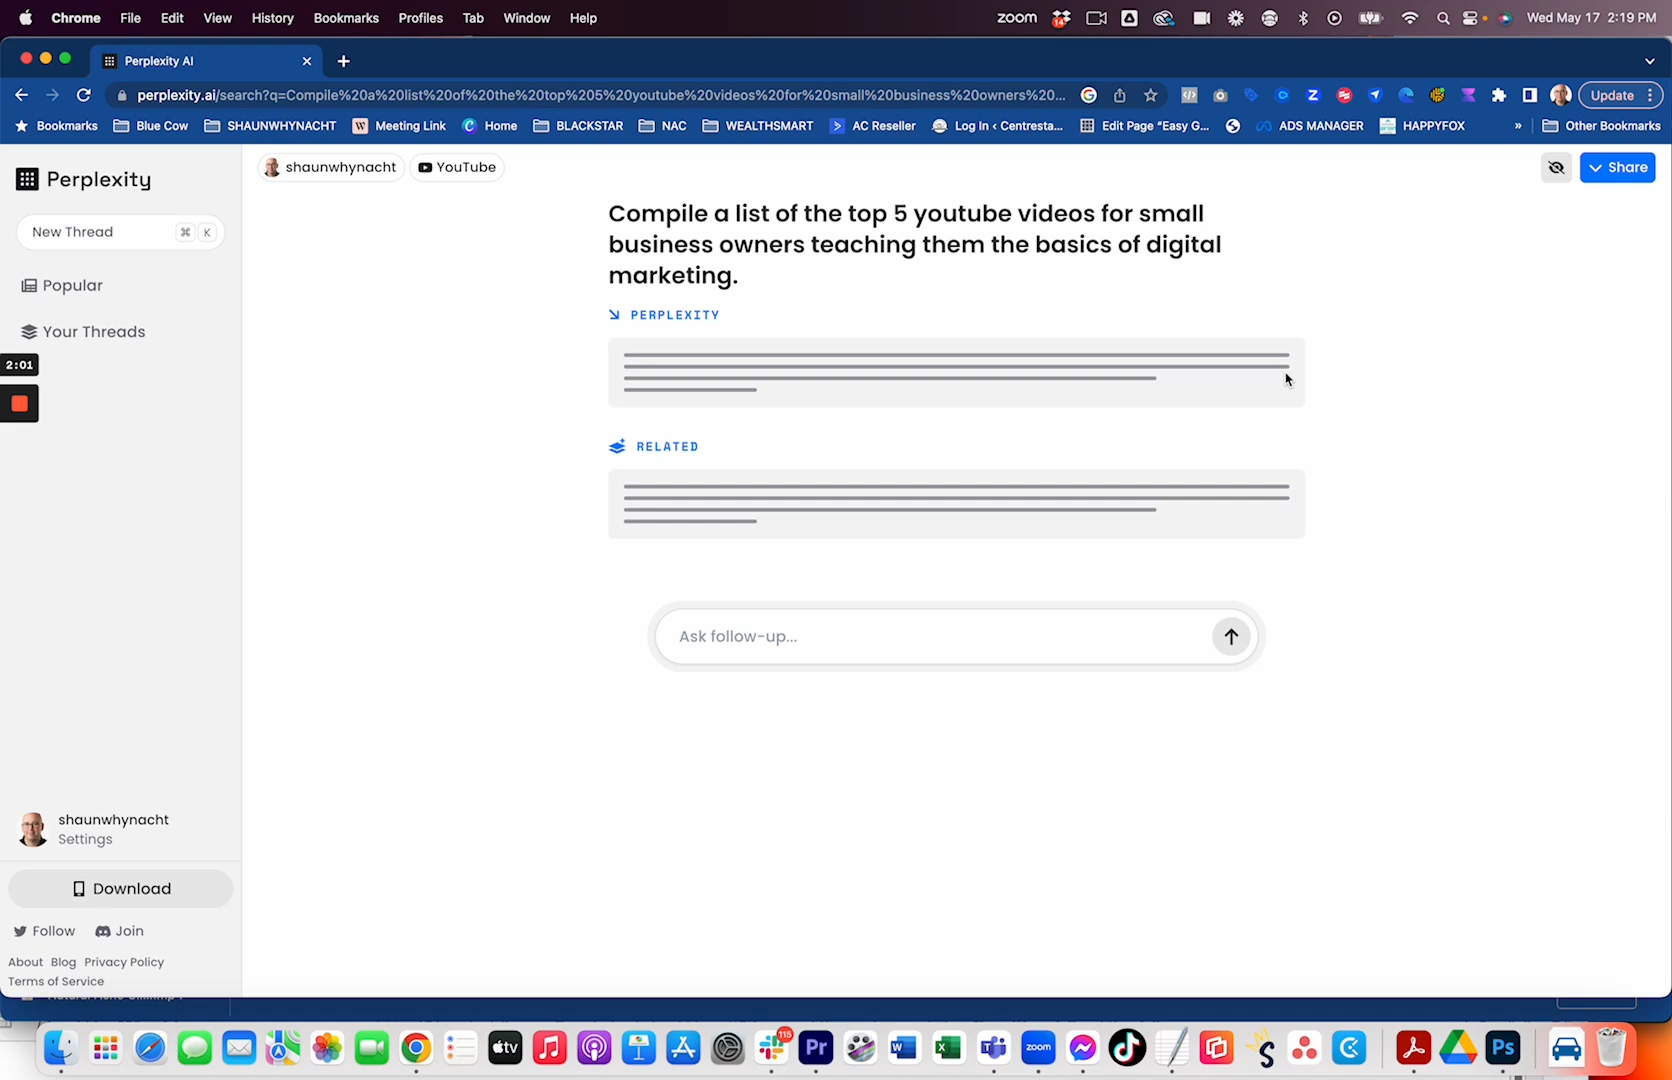 Chrome File Edit View History Bookmarks Profiles Tab Window Help
zoom 14 Wed May 17 2:19 PM
Perplexity AI
perplexity.ai/search?q=Compile%20a%20list%20of%20the%20top%205%20youtube%20videos%20for%20small%20business%20owners%20...
Update
Bookmarks Blue Cow SHAUNWHYNACHT Meeting Link Home BLACKSTAR NAC WEALTHSMART AC Reseller Log In ‹ Centresta... Edit Page “Easy G... ADS MANAGER HAPPYFOX » Other Bookmarks
Perplexity
New Thread ⌘ K
Popular
Your Threads
2:01
shaunwhynacht YouTube
Share
Compile a list of the top 5 youtube videos for small
business owners teaching them the basics of digital
marketing.
PERPLEXITY
RELATED
Ask follow-up...
shaunwhynacht
Settings
Download
Follow Join
About Blog Privacy Policy
Terms of Service
tv 115 Pr W X zoom Ps